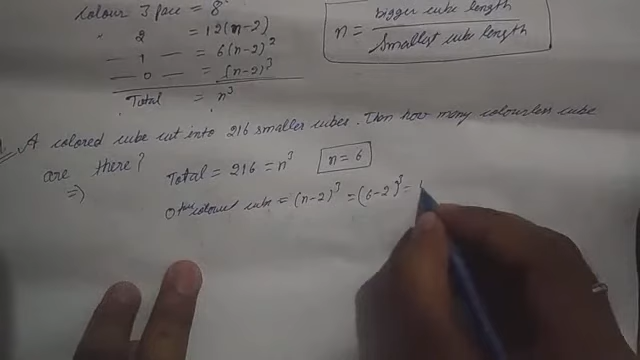 Colour 3 face = 8
" 2 = 12(n-2)
— 1 — = 6(n-2)²
— 0 — = (n-2)³
Total = n³
n = bigger cube length / Smallest cube length
A colored cube cut into 216 smaller cubes. Then how many colourless cube
are there?
=> Total = 216 = n³ n = 6
O face coloured cube = (n-2)³ = (6-2)³ =